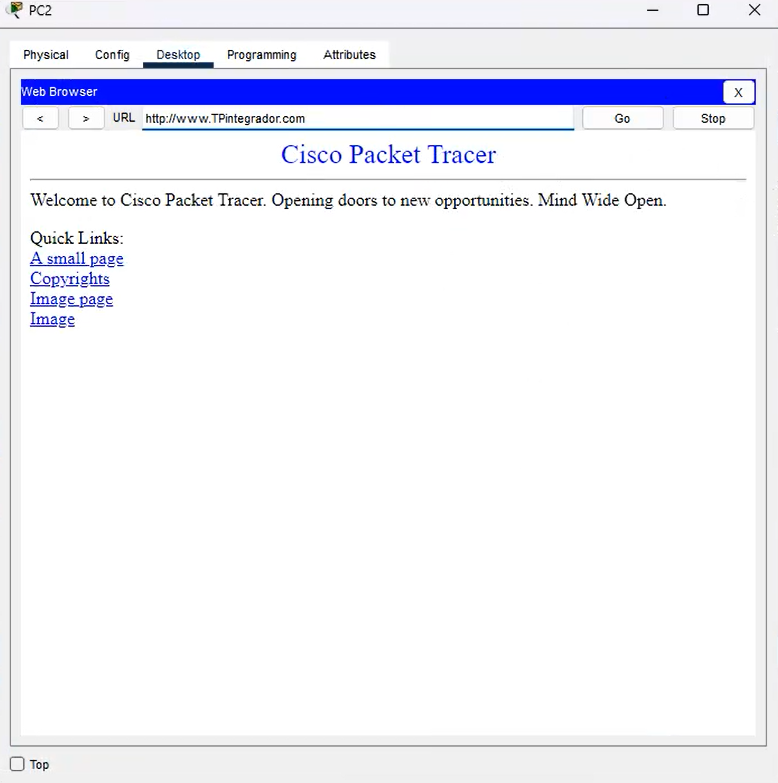 PC2
Physical Config Desktop Programming Attributes
Web Browser X
< > URL http://www.TPintegrador.com Go Stop
Cisco Packet Tracer
Welcome to Cisco Packet Tracer. Opening doors to new opportunities. Mind Wide Open.
Quick Links:
A small page
Copyrights
Image page
Image
Top